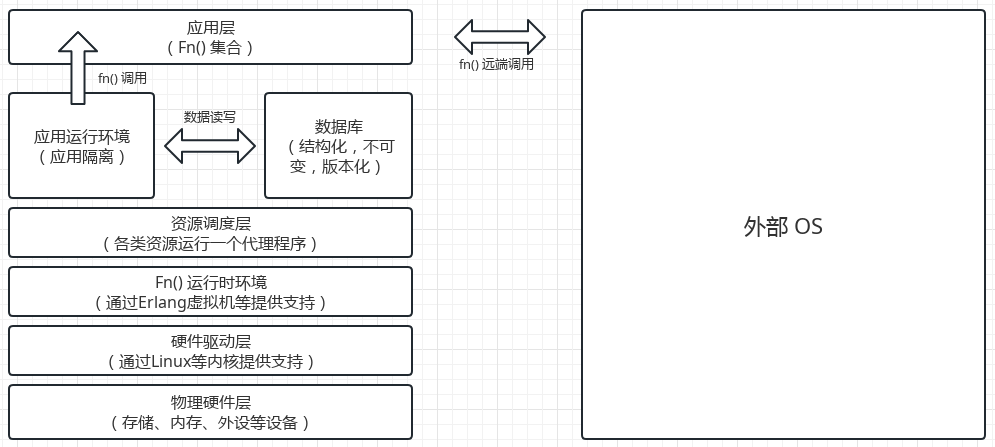 应用层
（ Fn() 集合 ）
fn() 远端调用
fn() 调用
应用运行环境
（ 应用隔离 ）
数据读写
数据库
（ 结构化，不可
变，版本化 ）
资源调度层
（ 各类资源运行一个代理程序 ）
Fn() 运行时环境
（ 通过Erlang虚拟机等提供支持 ）
硬件驱动层
（ 通过Linux等内核提供支持 ）
物理硬件层
（ 存储、内存、外设等设备 ）
外部 OS